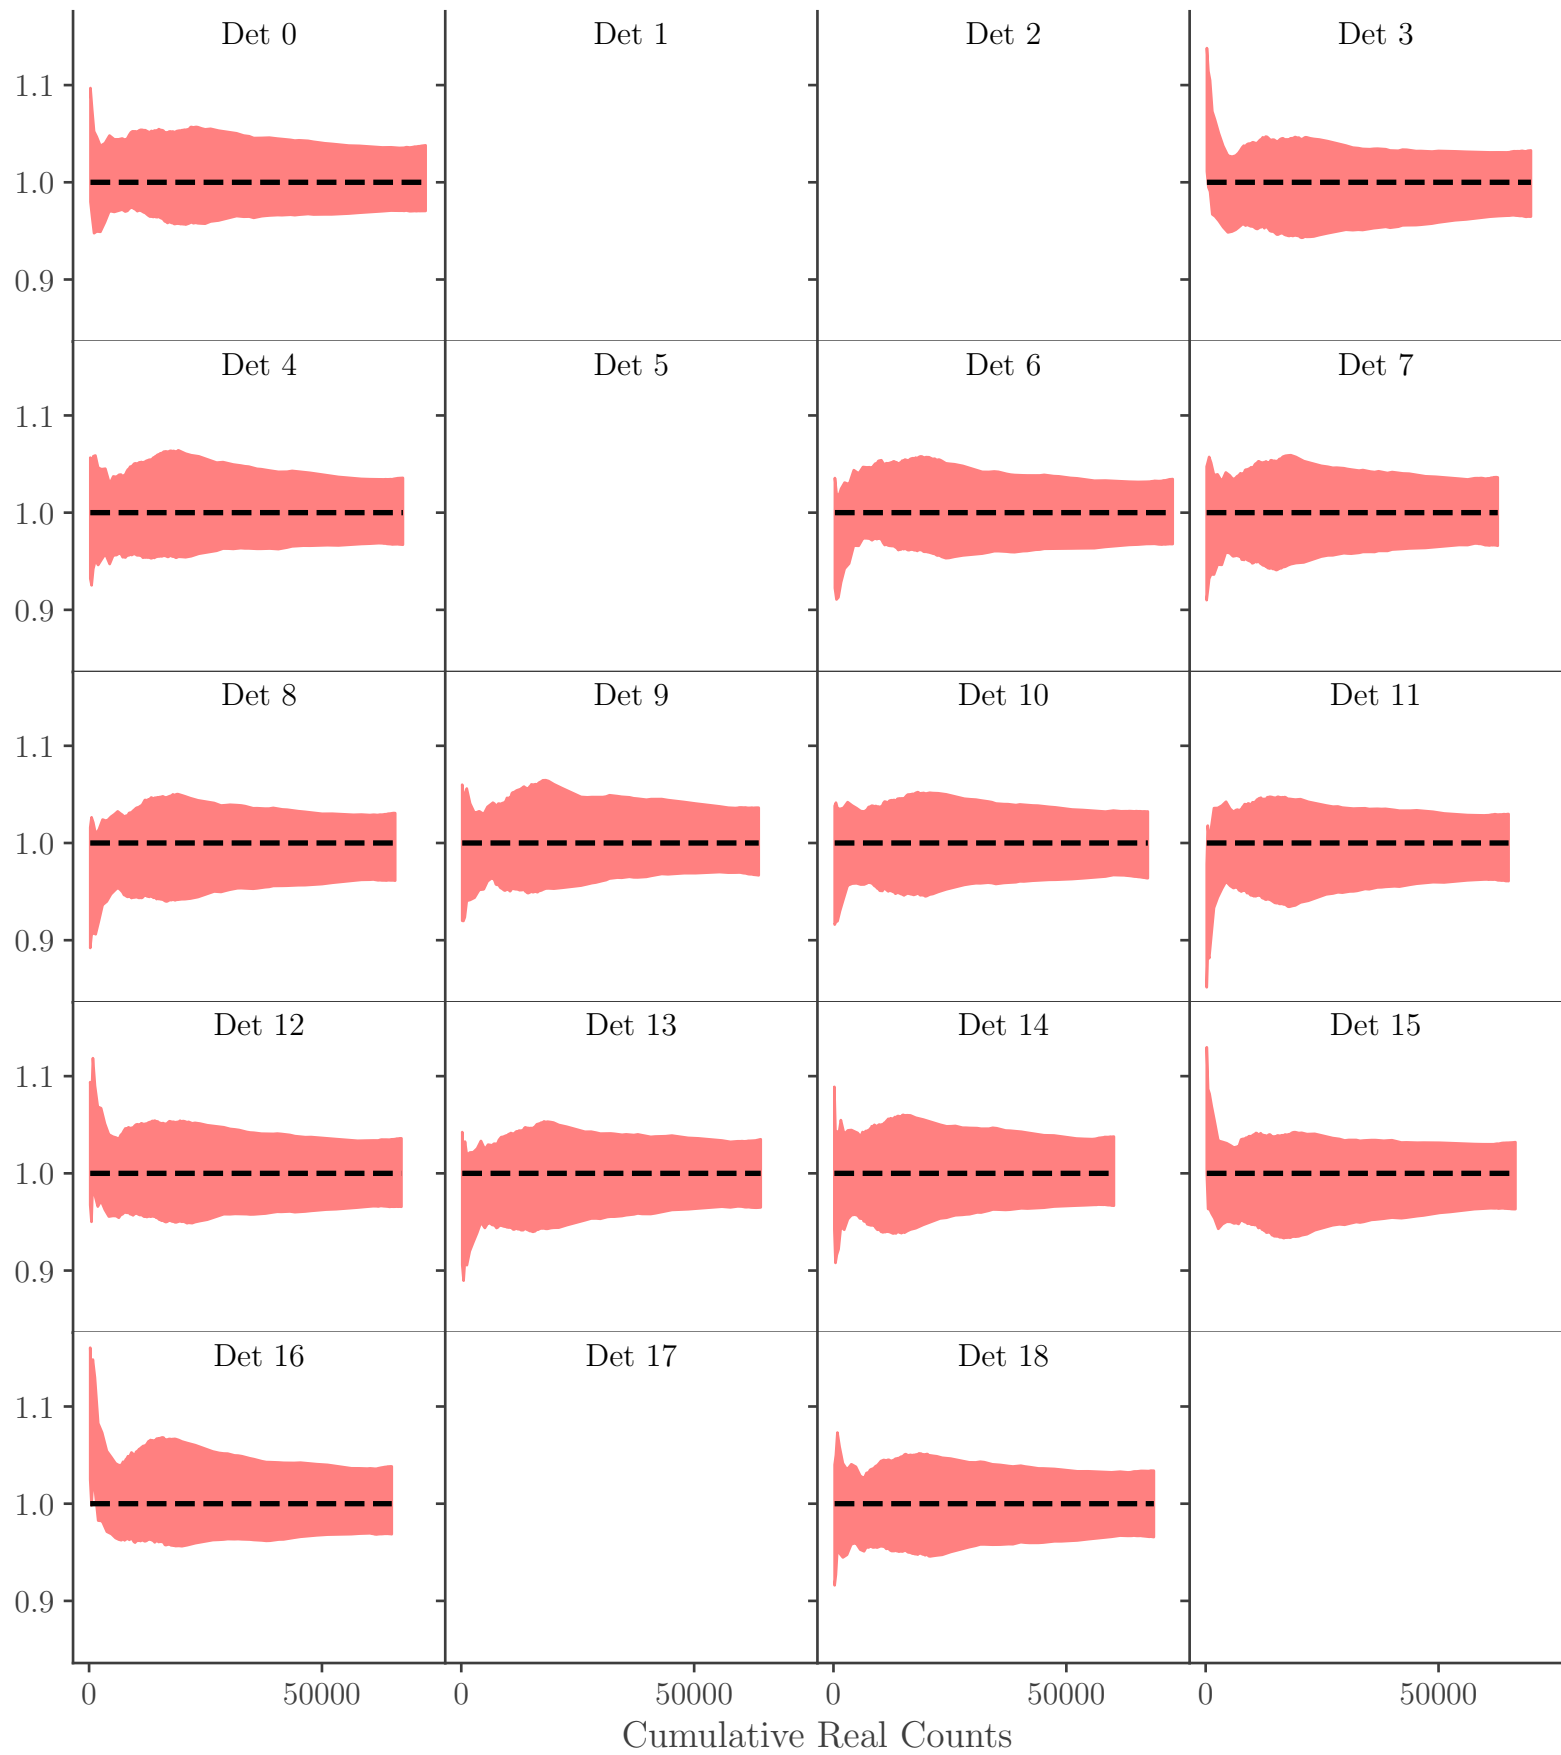 Det 0 Det 1 Det 2 Det 3
1.1
1.0
0.9
Det 4 Det 5 Det 6 Det 7
1.1
1.0
0.9
Det 8 Det 9 Det 10 Det 11
1.1
1.0
0.9
Det 12 Det 13 Det 14 Det 15
1.1
1.0
0.9
Det 16 Det 17 Det 18
1.1
1.0
0.9
0 50000 0 50000 0 50000 0 50000
Cumulative Real Counts